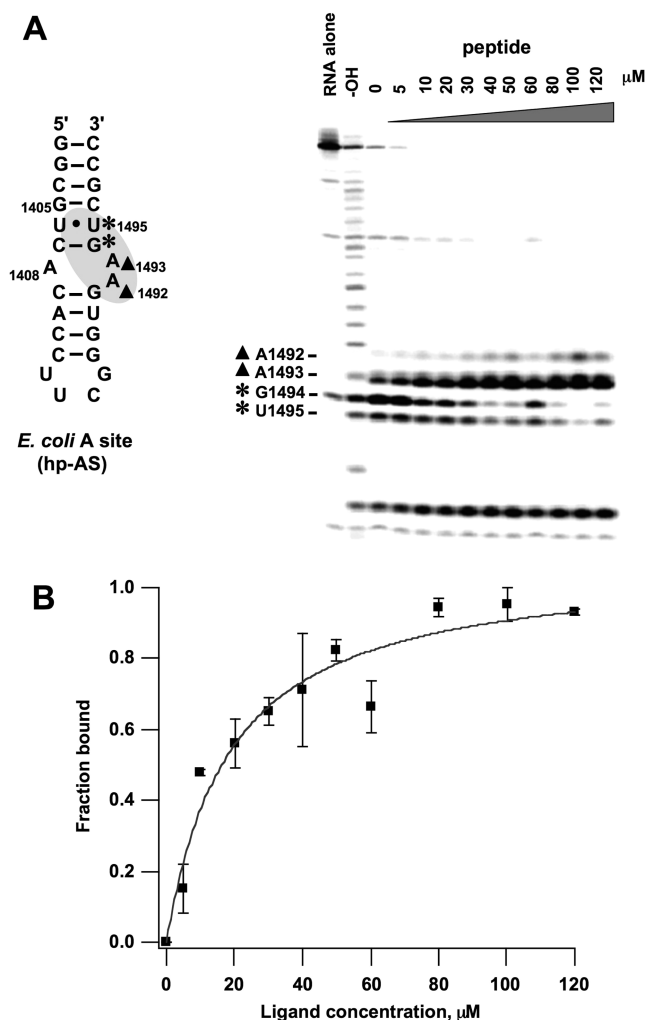 A
RNA alone
-OH
peptide
0 5 10 20 30 40 50 60 80 100 120 µM
5' 3'
G – C
G – C
C – G
1405 G – C
U • U * 1495
C – G *
A 1493
1408 A
A 1492
C – G
A – U
C – G
C – G
U G
U C
E. coli A site
(hp-AS)
▲ A1492 –
▲ A1493 –
* G1494 –
* U1495 –
B
Fraction bound
1.0
0.8
0.6
0.4
0.2
0.0
0 20 40 60 80 100 120
Ligand concentration, µM